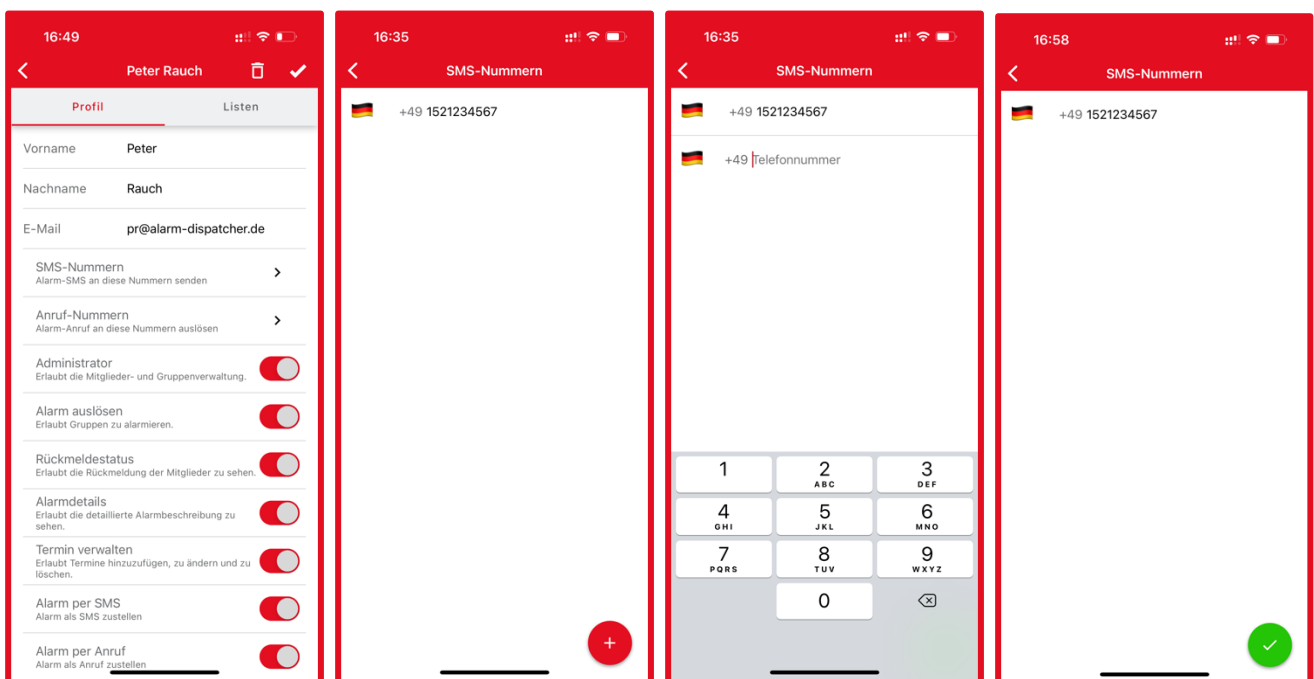 16:49
Peter Rauch
Profil
Listen
Vorname Peter
Nachname Rauch
E-Mail pr@alarm-dispatcher.de
SMS-Nummern
Alarm-SMS an diese Nummern senden
Anruf-Nummern
Alarm-Anruf an diese Nummern auslösen
Administrator
Erlaubt die Mitglieder- und Gruppenverwaltung.
Alarm auslösen
Erlaubt Gruppen zu alarmieren.
Rückmeldestatus
Erlaubt die Rückmeldung der Mitglieder zu sehen.
Alarmdetails
Erlaubt die detaillierte Alarmbeschreibung zu
sehen.
Termin verwalten
Erlaubt Termine hinzuzufügen, zu ändern und zu
löschen.
Alarm per SMS
Alarm als SMS zustellen
Alarm per Anruf
Alarm als Anruf zustellen
16:35
SMS-Nummern
+49 1521234567
16:35
SMS-Nummern
+49 1521234567
+49 Telefonnummer
1
2
ABC
3
DEF
4
GHI
5
JKL
6
MNO
7
PQRS
8
TUV
9
WXYZ
0
16:58
SMS-Nummern
+49 1521234567